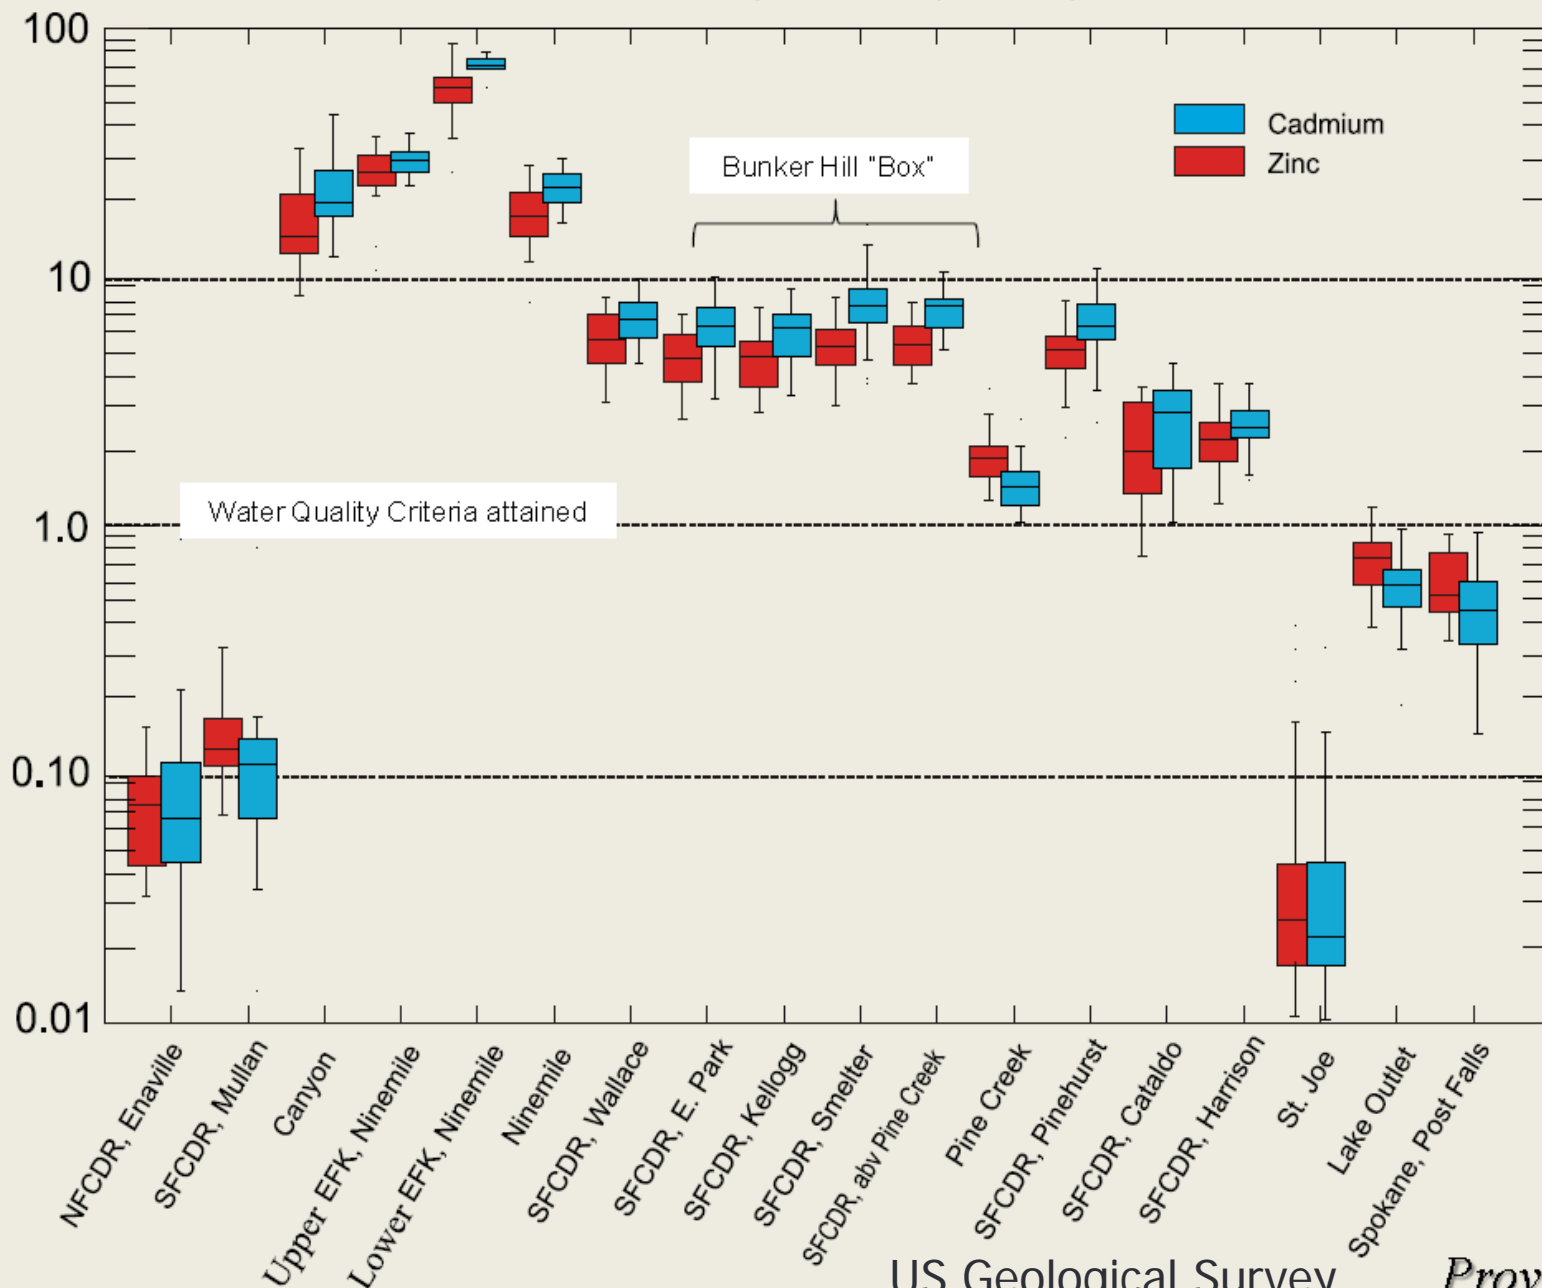 100
10
1.0
0.10
0.01
Cadmium
Zinc
Bunker Hill "Box"
Water Quality Criteria attained
NFCDR, Enaville
SFCDR, Mullan
Canyon
Upper EFK, Ninemile
Lower EFK, Ninemile
Ninemile
SFCDR, Wallace
SFCDR, E. Park
SFCDR, Kellogg
SFCDR, Smelter
SFCDR, abv Pine Creek
Pine Creek
SFCDR, Pinehurst
SFCDR, Cataldo
SFCDR, Harrison
St. Joe
Lake Outlet
Spokane, Post Falls
US Geological Survey